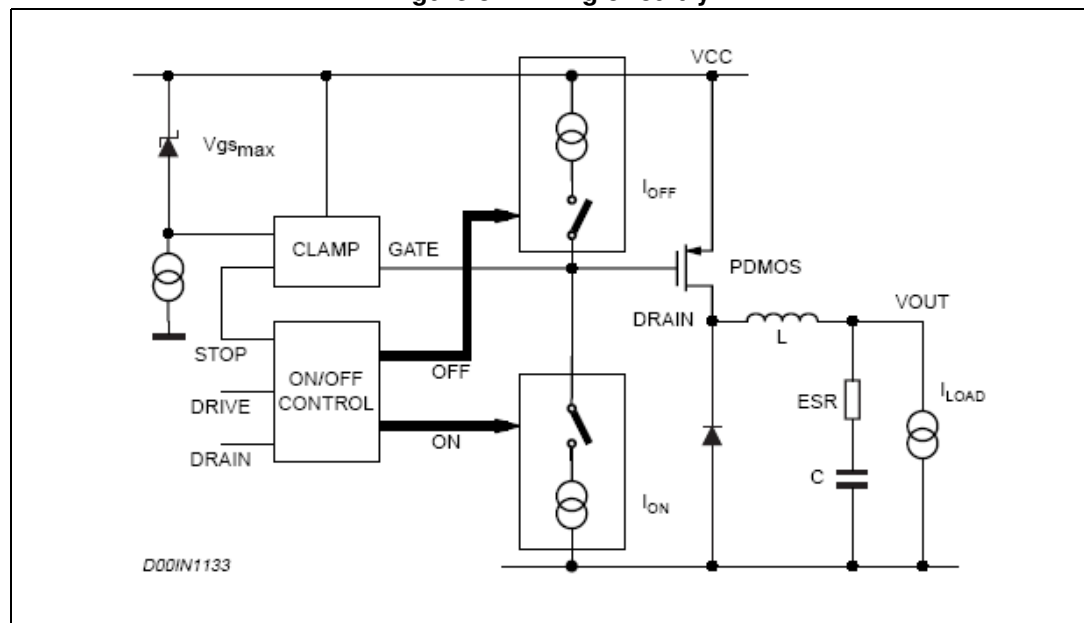 VCC
Vgsmax
IOFF
CLAMP
GATE
PDMOS
DRAIN
VOUT
L
STOP
OFF
ON/OFF
CONTROL
DRIVE
ON
DRAIN
ESR
ILOAD
C
ION
D00IN1133